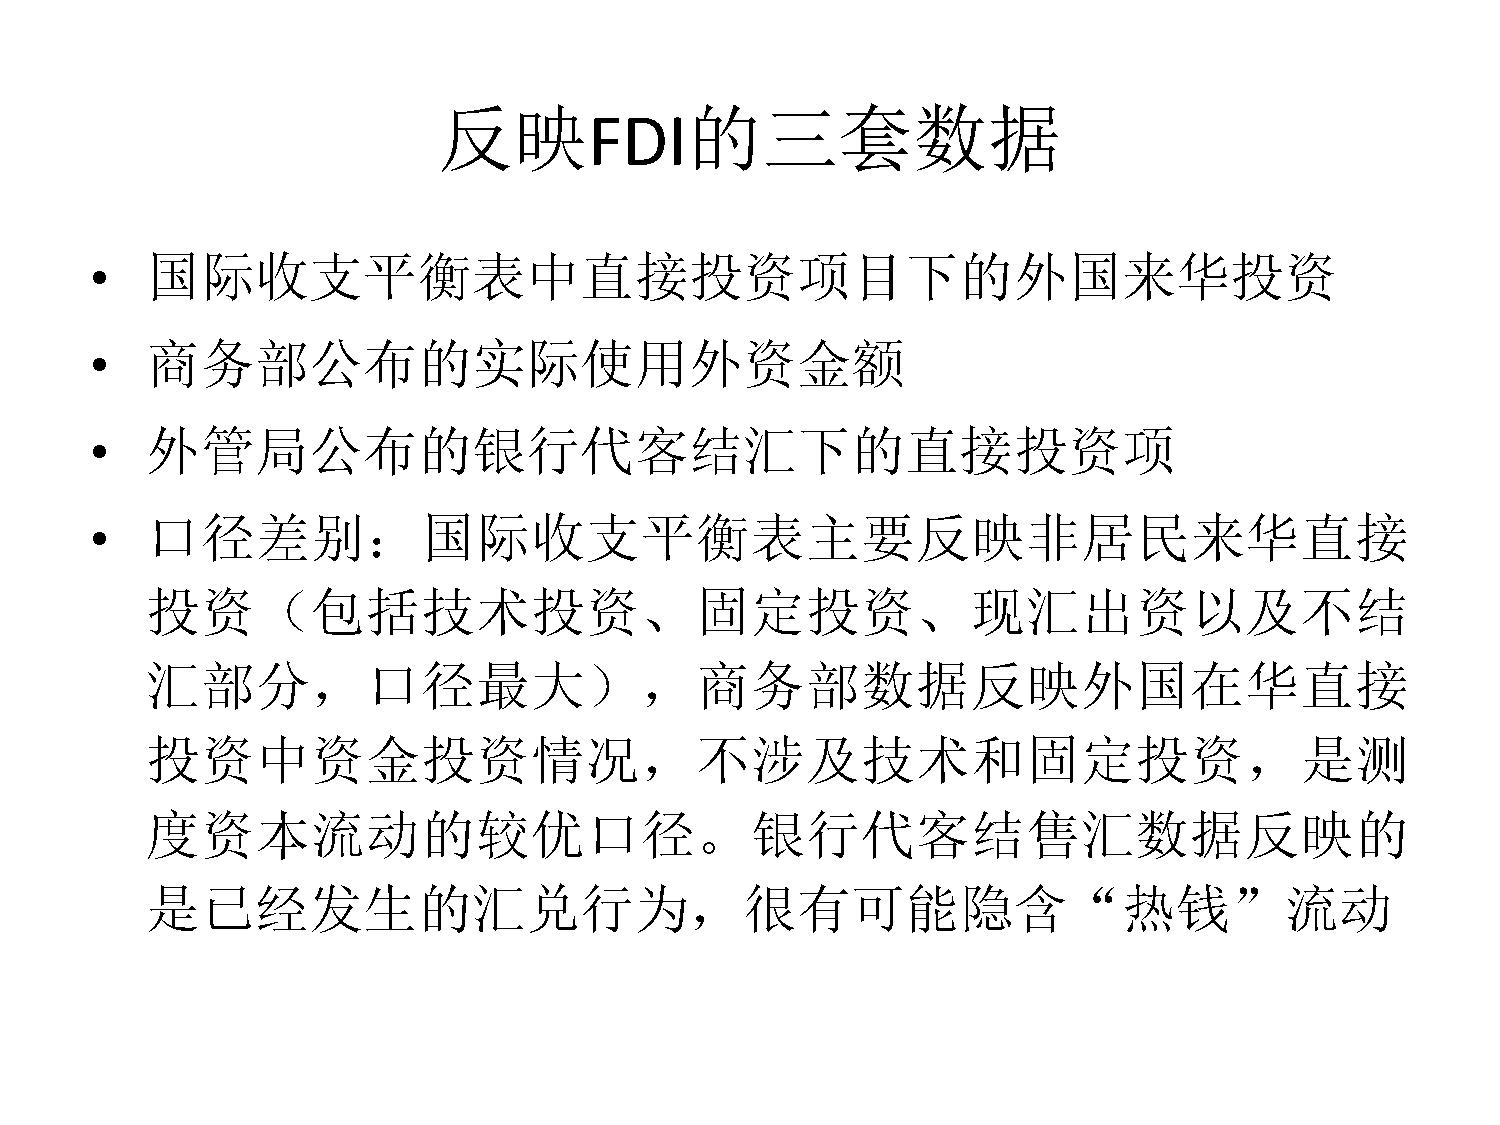 反映FDI的三套数据
• 国际收支平衡表中直接投资项目下的外国来华投资
• 商务部公布的实际使用外资金额
• 外管局公布的银行代客结汇下的直接投资项
• 口径差别：国际收支平衡表主要反映非居民来华直接
投资（包括技术投资、固定投资、现汇出资以及不结
汇部分，口径最大），商务部数据反映外国在华直接
投资中资金投资情况，不涉及技术和固定投资，是测
度资本流动的较优口径。银行代客结售汇数据反映的
是已经发生的汇兑行为，很有可能隐含“热钱”流动